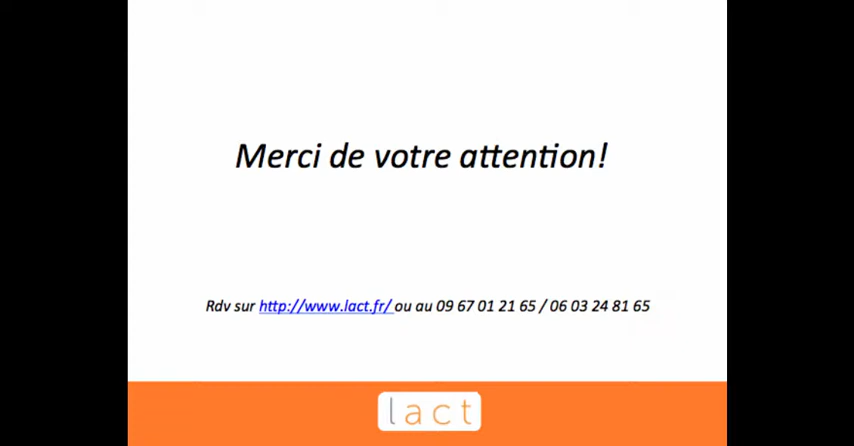 Merci de votre attention!
Rdv sur http://www.lact.fr/ ou au 09 67 01 21 65 / 06 03 24 81 65
lact